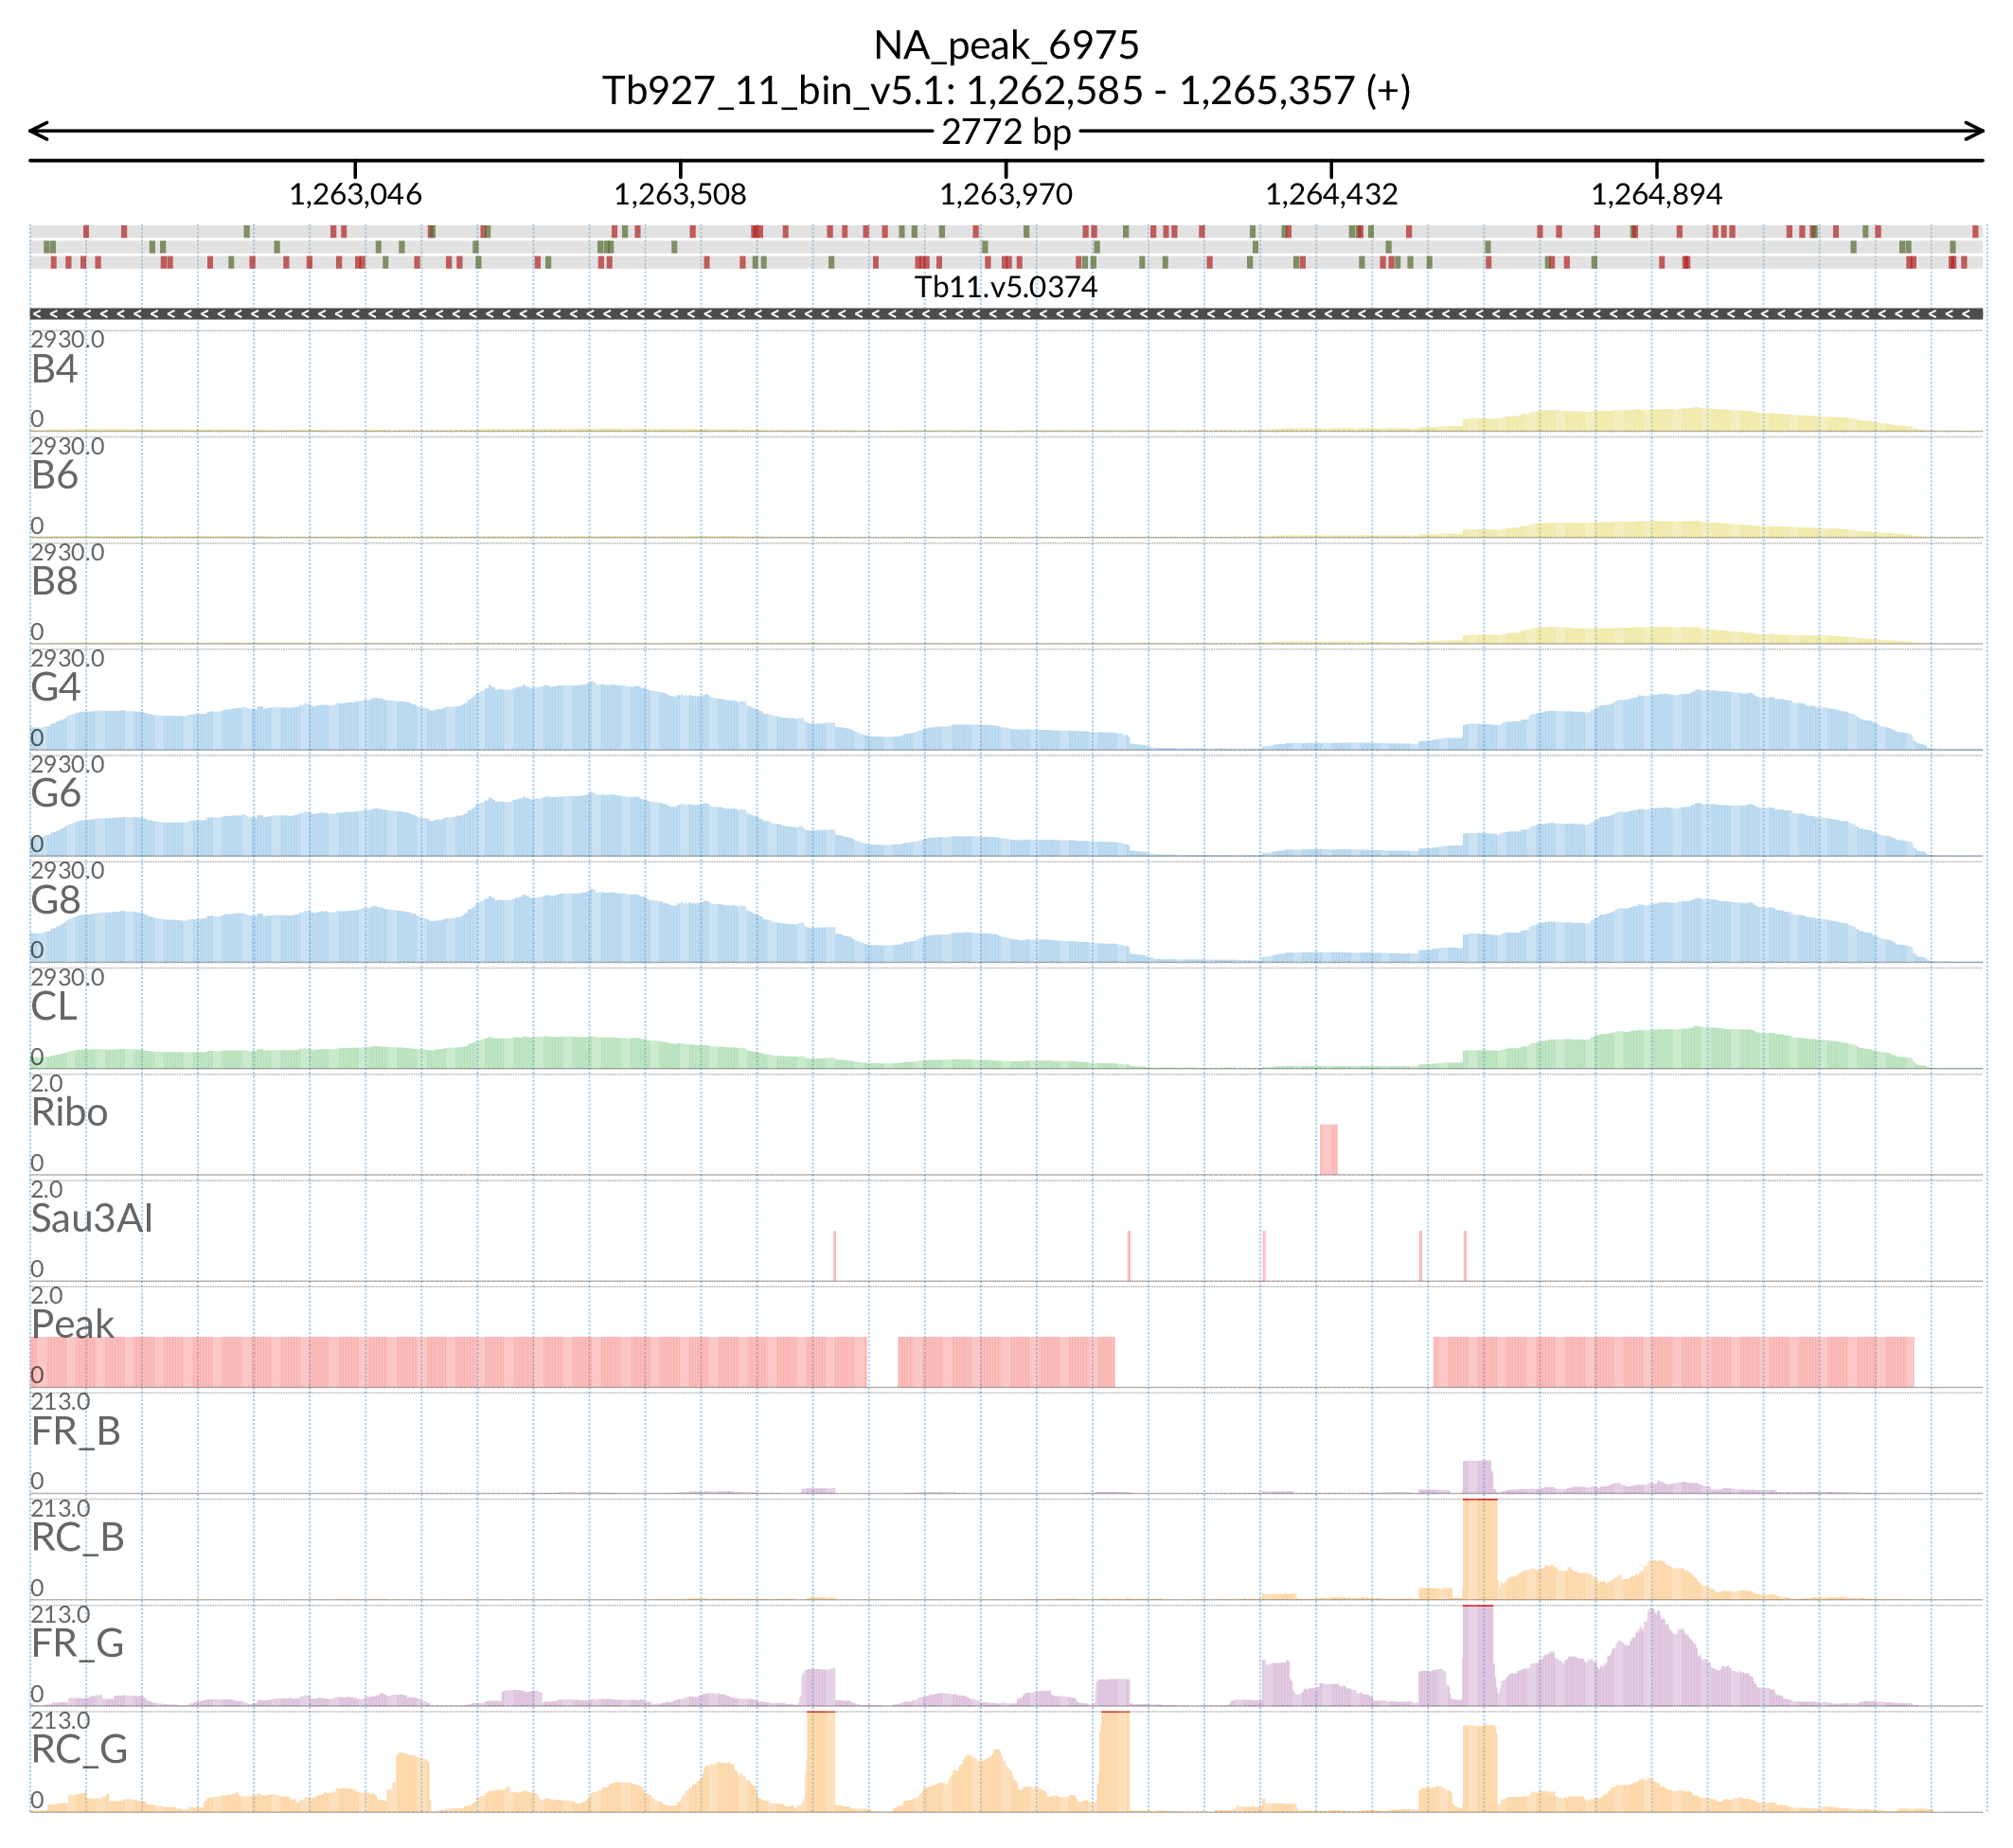 NA_peak_6975
Tb927_11_bin_v5.1: 1,262,585 - 1,265,357 (+)
2772 bp
1,263,046 1,263,508 1,263,970 1,264,432 1,264,894
Tb11.v5.0374
2930.0
B4
0
2930.0
B6
0
2930.0
B8
0
2930.0
G4
0
2930.0
G6
0
2930.0
G8
0
2930.0
CL
0
2.0
Ribo
0
2.0
Sau3AI
0
2.0
Peak
0
213.0
FR_B
0
213.0
RC_B
0
213.0
FR_G
0
213.0
RC_G
0